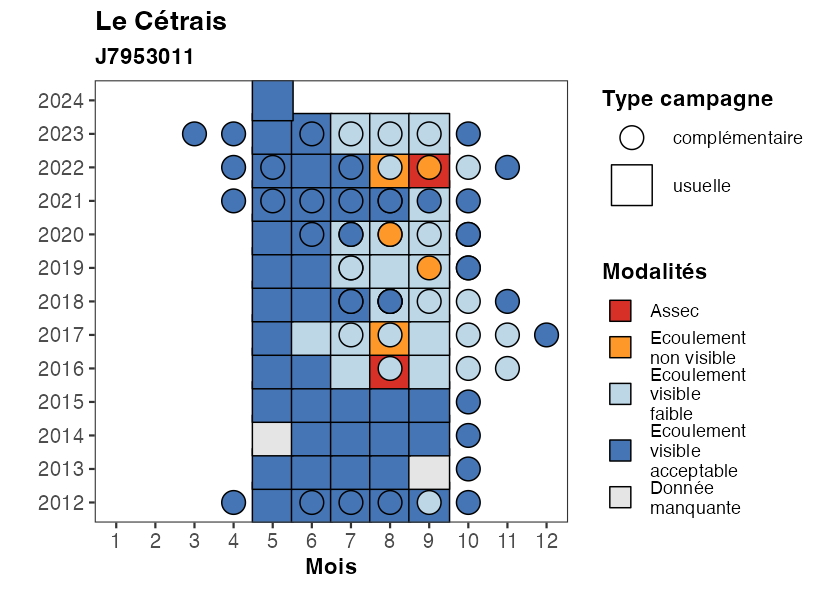 Le Cétrais
J7953011
2024
2023
2022
2021
2020
2019
2018
2017
2016
2015
2014
2013
2012
1 2 3 4 5 6 7 8 9 10 11 12
Mois
Type campagne
complémentaire
usuelle
Modalités
Assec
Ecoulement
non visible
Ecoulement
visible
faible
Ecoulement
visible
acceptable
Donnée
manquante